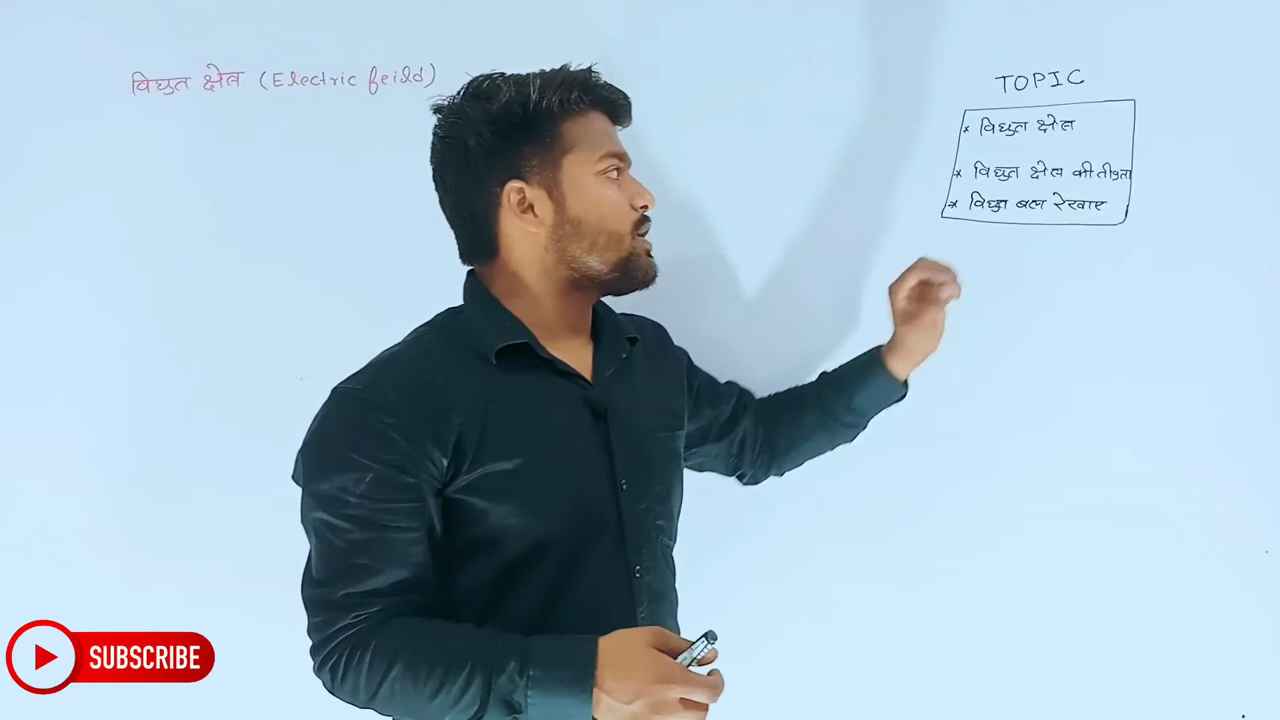 विद्युत क्षेत्र (Electric feild)
TOPIC
* विद्युत क्षेत्र
* विद्युत क्षेत्र की तीव्रता
* विद्युत बल रेखाए
SUBSCRIBE